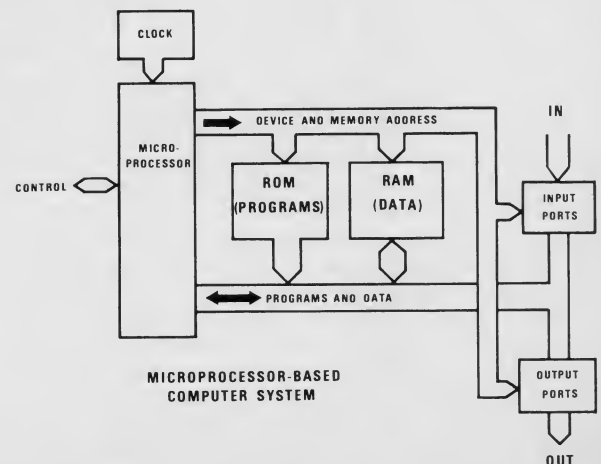 CLOCK
MICRO-
PROCESSOR
DEVICE AND MEMORY ADDRESS
IN
CONTROL
ROM
(PROGRAMS)
RAM
(DATA)
INPUT
PORTS
PROGRAMS AND DATA
MICROPROCESSOR-BASED
COMPUTER SYSTEM
OUTPUT
PORTS
OUT